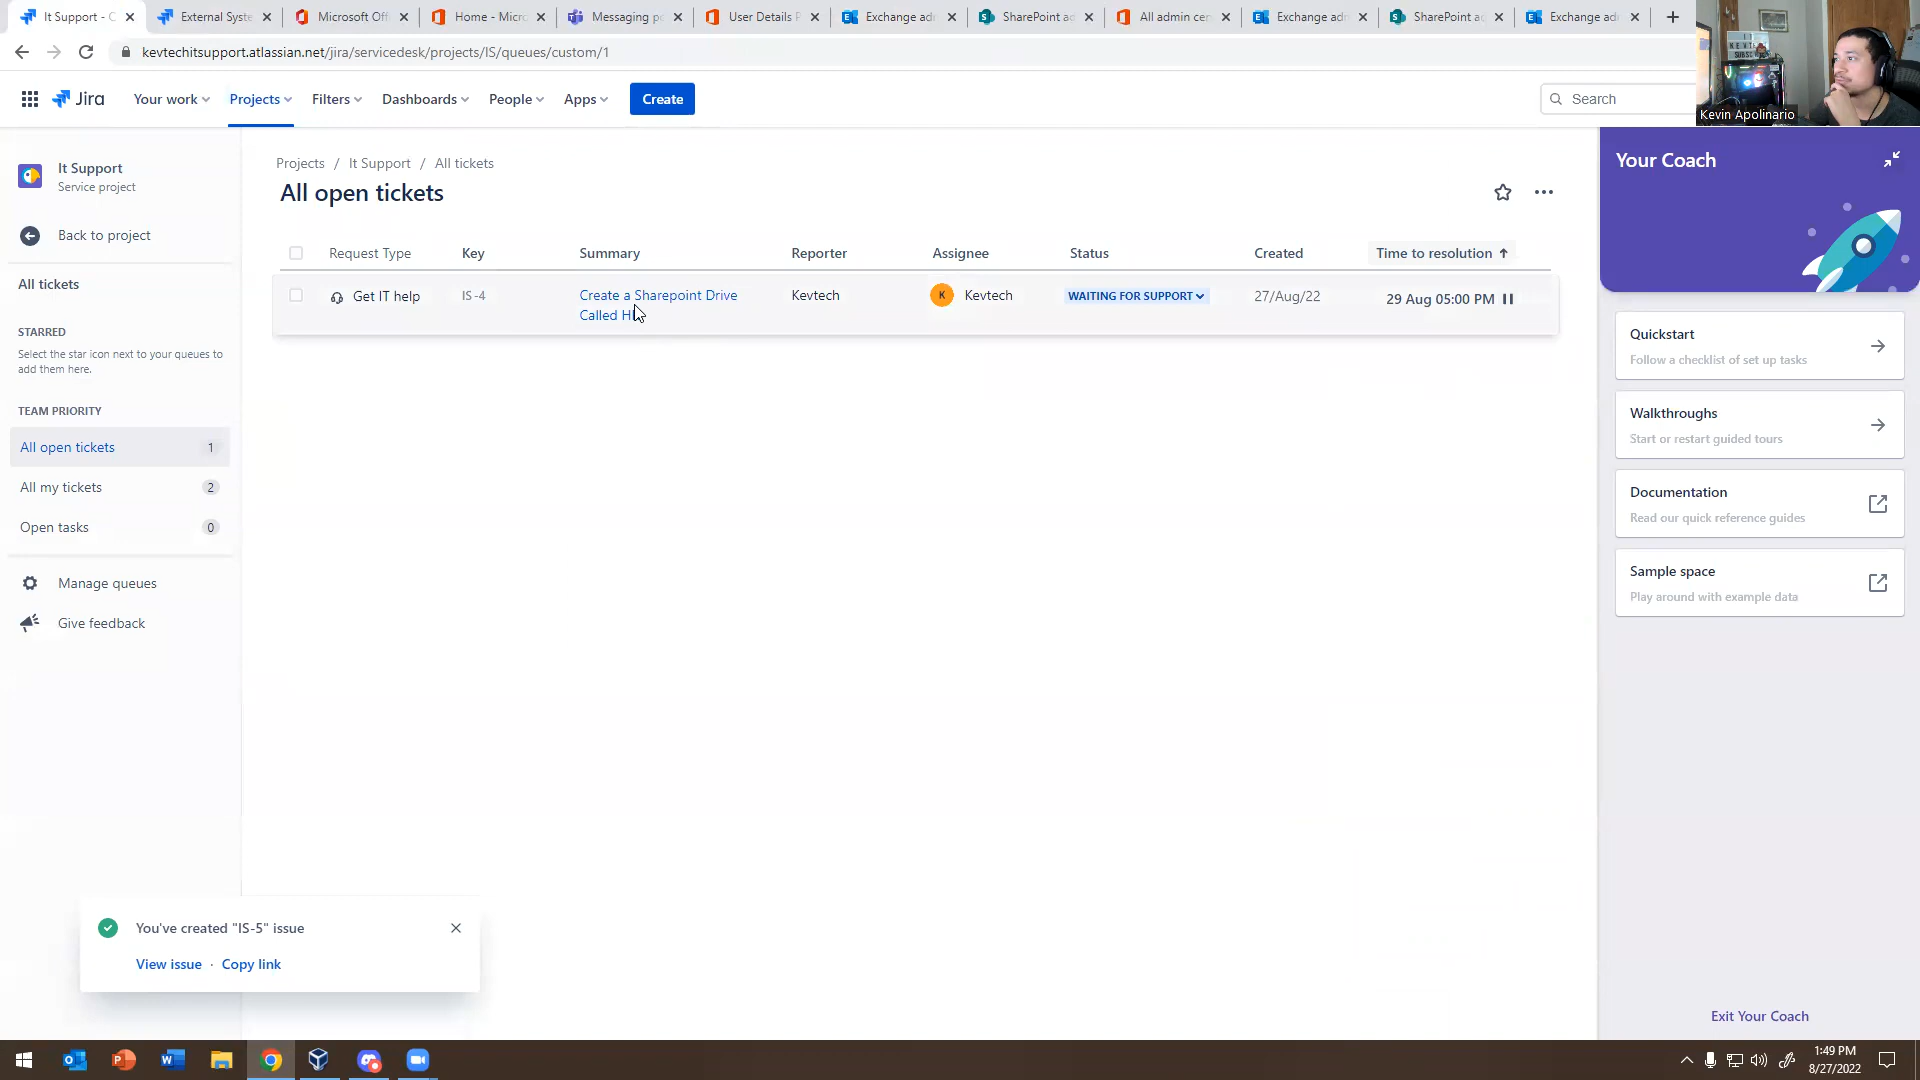 It Support - C
External Syste
Microsoft Offi
Home - Micro
Messaging po
User Details P
Exchange adm
SharePoint ad
All admin cen
Exchange adm
SharePoint ad
Exchange adm
kevtechitsupport.atlassian.net/jira/servicedesk/projects/IS/queues/custom/1
Jira
Your work
Projects
Filters
Dashboards
People
Apps
Create
Search
Kevin Apolinario
It Support
Service project
Back to project
All tickets
STARRED
Select the star icon next to your queues to
add them here.
TEAM PRIORITY
All open tickets 1
All my tickets 2
Open tasks 0
Manage queues
Give feedback
Projects / It Support / All tickets
All open tickets
Request Type Key Summary Reporter Assignee Status Created Time to resolution
Get IT help IS-4 Create a Sharepoint Drive Kevtech K Kevtech WAITING FOR SUPPORT 27/Aug/22 29 Aug 05:00 PM
Called
Your Coach
Quickstart
Follow a checklist of set up tasks
Walkthroughs
Start or restart guided tours
Documentation
Read our quick reference guides
Sample space
Play around with example data
Exit Your Coach
You've created "IS-5" issue
View issue · Copy link
1:49 PM
8/27/2022